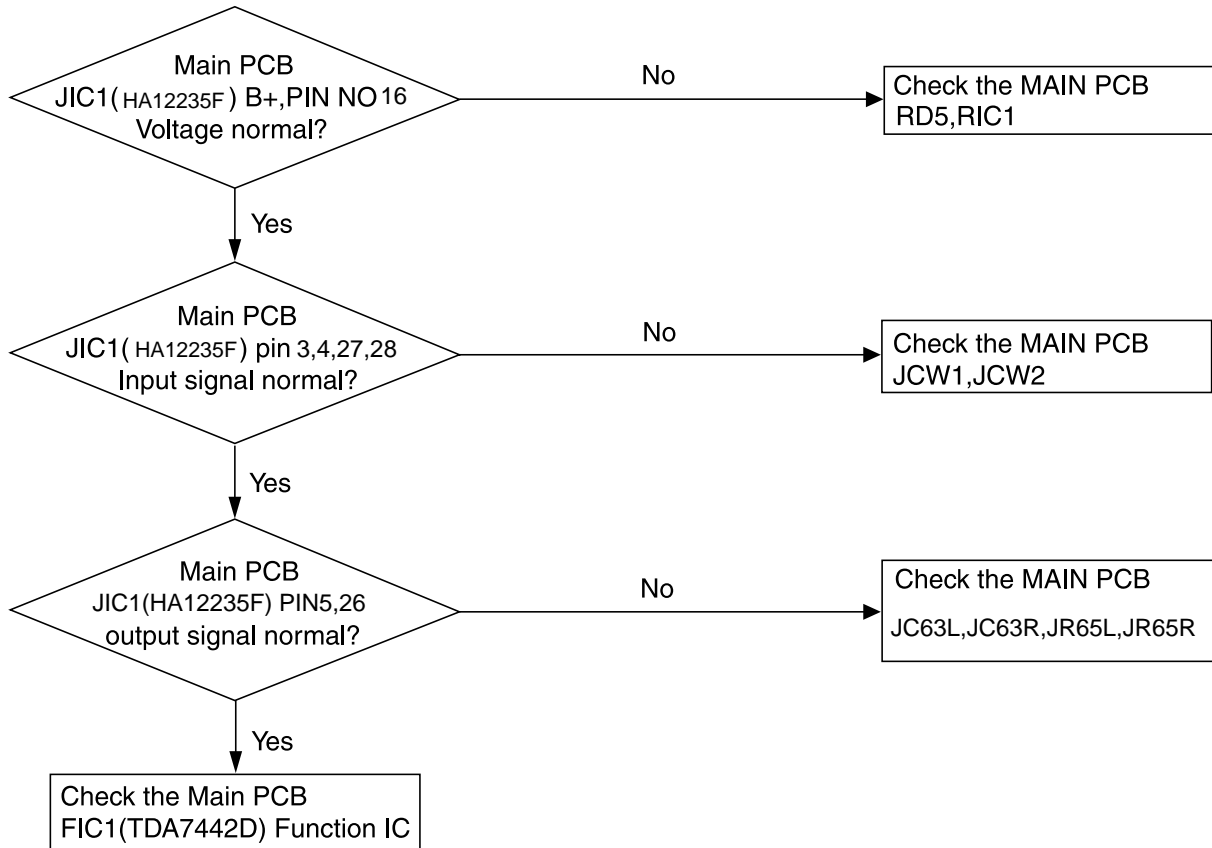 Main PCB
JIC1(HA12235F) B+,PIN NO 16
Voltage normal?
No
Check the MAIN PCB
RD5,RIC1
Yes
Main PCB
JIC1(HA12235F) pin 3,4,27,28
Input signal normal?
No
Check the MAIN PCB
JCW1,JCW2
Yes
Main PCB
JIC1(HA12235F) PIN5,26
output signal normal?
No
Check the MAIN PCB
JC63L,JC63R,JR65L,JR65R
Yes
Check the Main PCB
FIC1(TDA7442D) Function IC